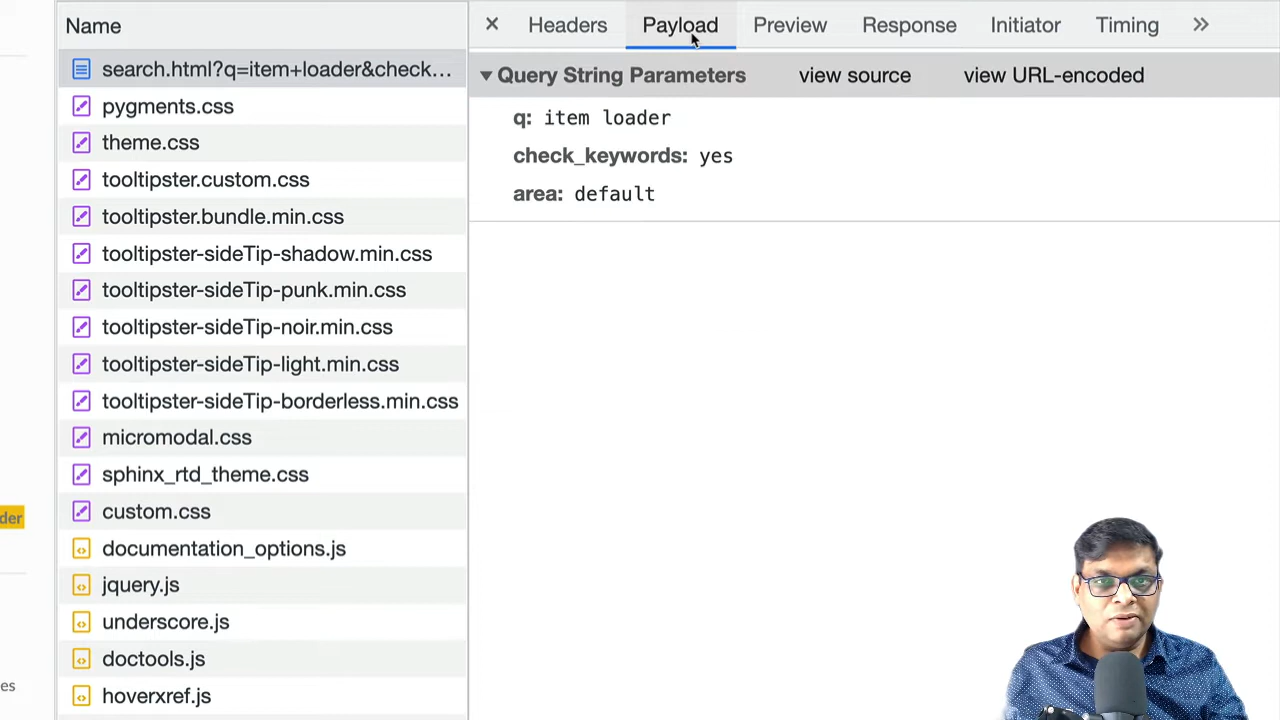 Name
search.html?q=item+loader&check...
pygments.css
theme.css
tooltipster.custom.css
tooltipster.bundle.min.css
tooltipster-sideTip-shadow.min.css
tooltipster-sideTip-punk.min.css
tooltipster-sideTip-noir.min.css
tooltipster-sideTip-light.min.css
tooltipster-sideTip-borderless.min.css
micromodal.css
sphinx_rtd_theme.css
custom.css
documentation_options.js
jquery.js
underscore.js
doctools.js
hoverxref.js
der
es
× Headers Payload Preview Response Initiator Timing »
Query String Parameters view source view URL-encoded
q: item loader
check_keywords: yes
area: default